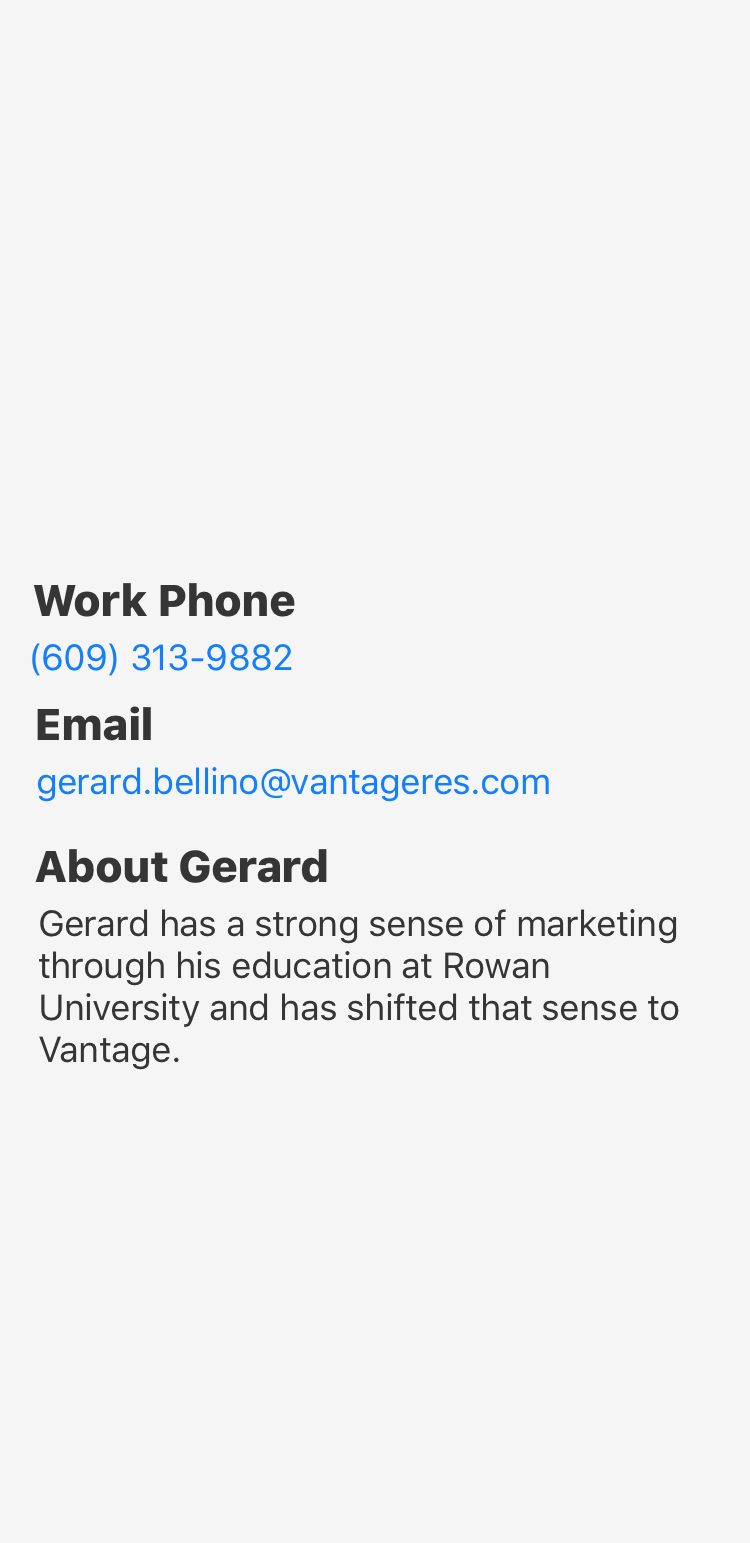 Work Phone
(609) 313-9882
Email
gerard.bellino@vantageres.com
About Gerard
Gerard has a strong sense of marketing
through his education at Rowan
University and has shifted that sense to
Vantage.